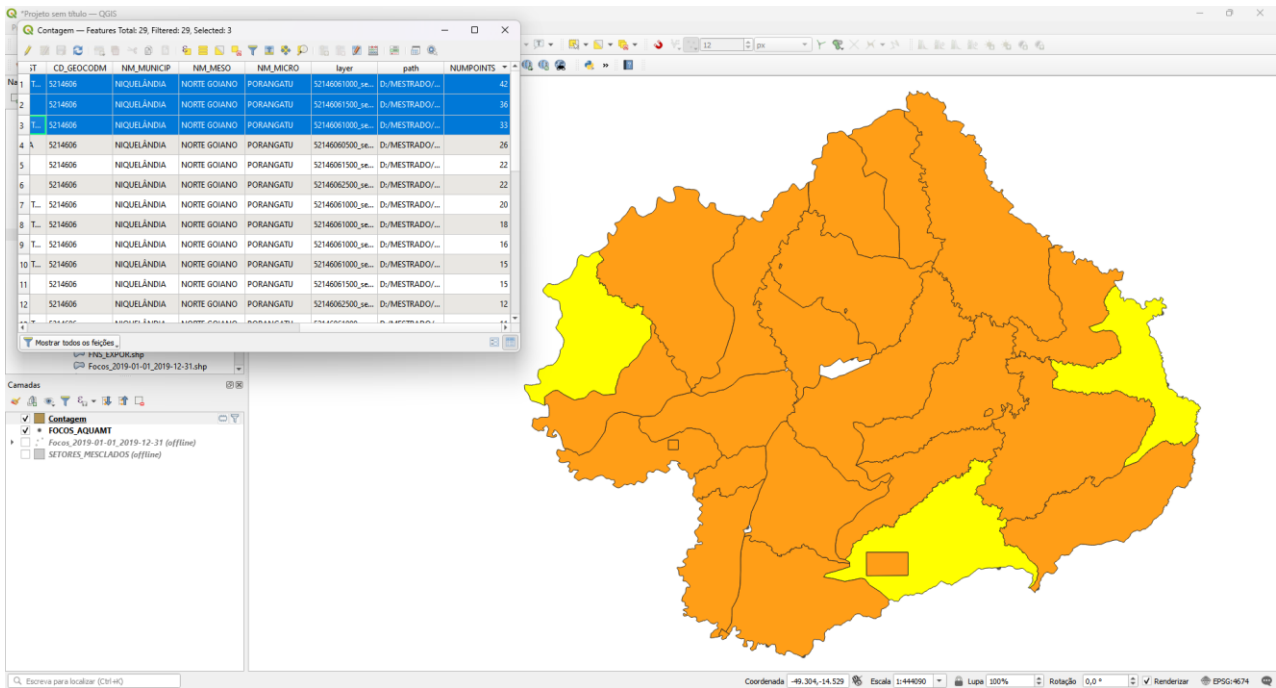 *Projeto sem título — QGIS
Contagem — Features Total: 29, Filtered: 29, Selected: 3
12 px
ST CD_GEOCODM NM_MUNICIP NM_MESO NM_MICRO layer path NUMPOINTS
1 T... 5214606 NIQUELÂNDIA NORTE GOIANO PORANGATU 52146061000_se... D:/MESTRADO/... 42
2 5214606 NIQUELÂNDIA NORTE GOIANO PORANGATU 52146061500_se... D:/MESTRADO/... 36
3 T... 5214606 NIQUELÂNDIA NORTE GOIANO PORANGATU 52146061000_se... D:/MESTRADO/... 33
4 A 5214606 NIQUELÂNDIA NORTE GOIANO PORANGATU 52146060500_se... D:/MESTRADO/... 26
5 5214606 NIQUELÂNDIA NORTE GOIANO PORANGATU 52146061500_se... D:/MESTRADO/... 22
6 5214606 NIQUELÂNDIA NORTE GOIANO PORANGATU 52146062500_se... D:/MESTRADO/... 22
7 T... 5214606 NIQUELÂNDIA NORTE GOIANO PORANGATU 52146061000_se... D:/MESTRADO/... 20
8 T... 5214606 NIQUELÂNDIA NORTE GOIANO PORANGATU 52146061000_se... D:/MESTRADO/... 18
9 T... 5214606 NIQUELÂNDIA NORTE GOIANO PORANGATU 52146061000_se... D:/MESTRADO/... 16
10 T... 5214606 NIQUELÂNDIA NORTE GOIANO PORANGATU 52146061000_se... D:/MESTRADO/... 15
11 5214606 NIQUELÂNDIA NORTE GOIANO PORANGATU 52146061500_se... D:/MESTRADO/... 15
12 5214606 NIQUELÂNDIA NORTE GOIANO PORANGATU 52146062500_se... D:/MESTRADO/... 12
Mostrar todos os feições
FNS_EXPOR.shp
Focos_2019-01-01_2019-12-31.shp
Camadas
Contagem
FOCOS_AQUAMT
Focos_2019-01-01_2019-12-31 (offline)
SETORES_MESCLADOS (offline)
Escreva para localizar (Ctrl+K) Coordenada -49.304,-14.529 Escala 1:444090 Lupa 100% Rotação 0,0 ° Renderizar EPSG:4674